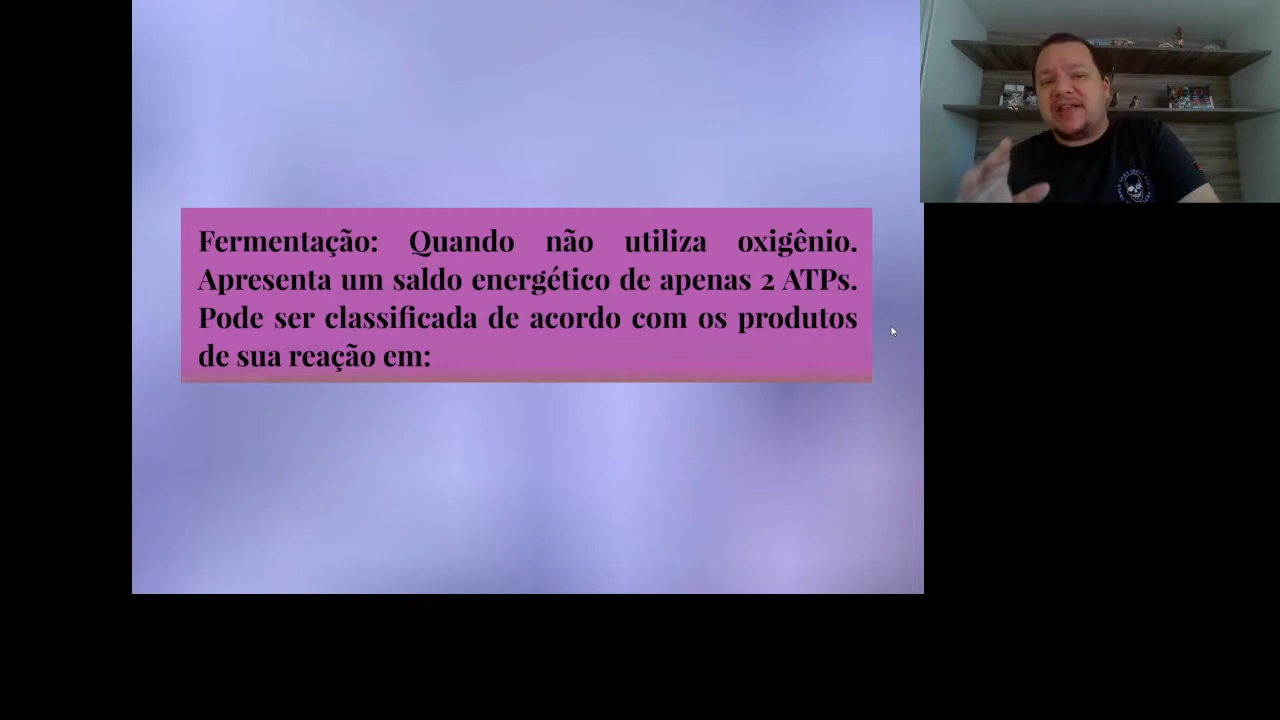 Fermentação: Quando não utiliza oxigênio.
Apresenta um saldo energético de apenas 2 ATPs.
Pode ser classificada de acordo com os produtos
de sua reação em: